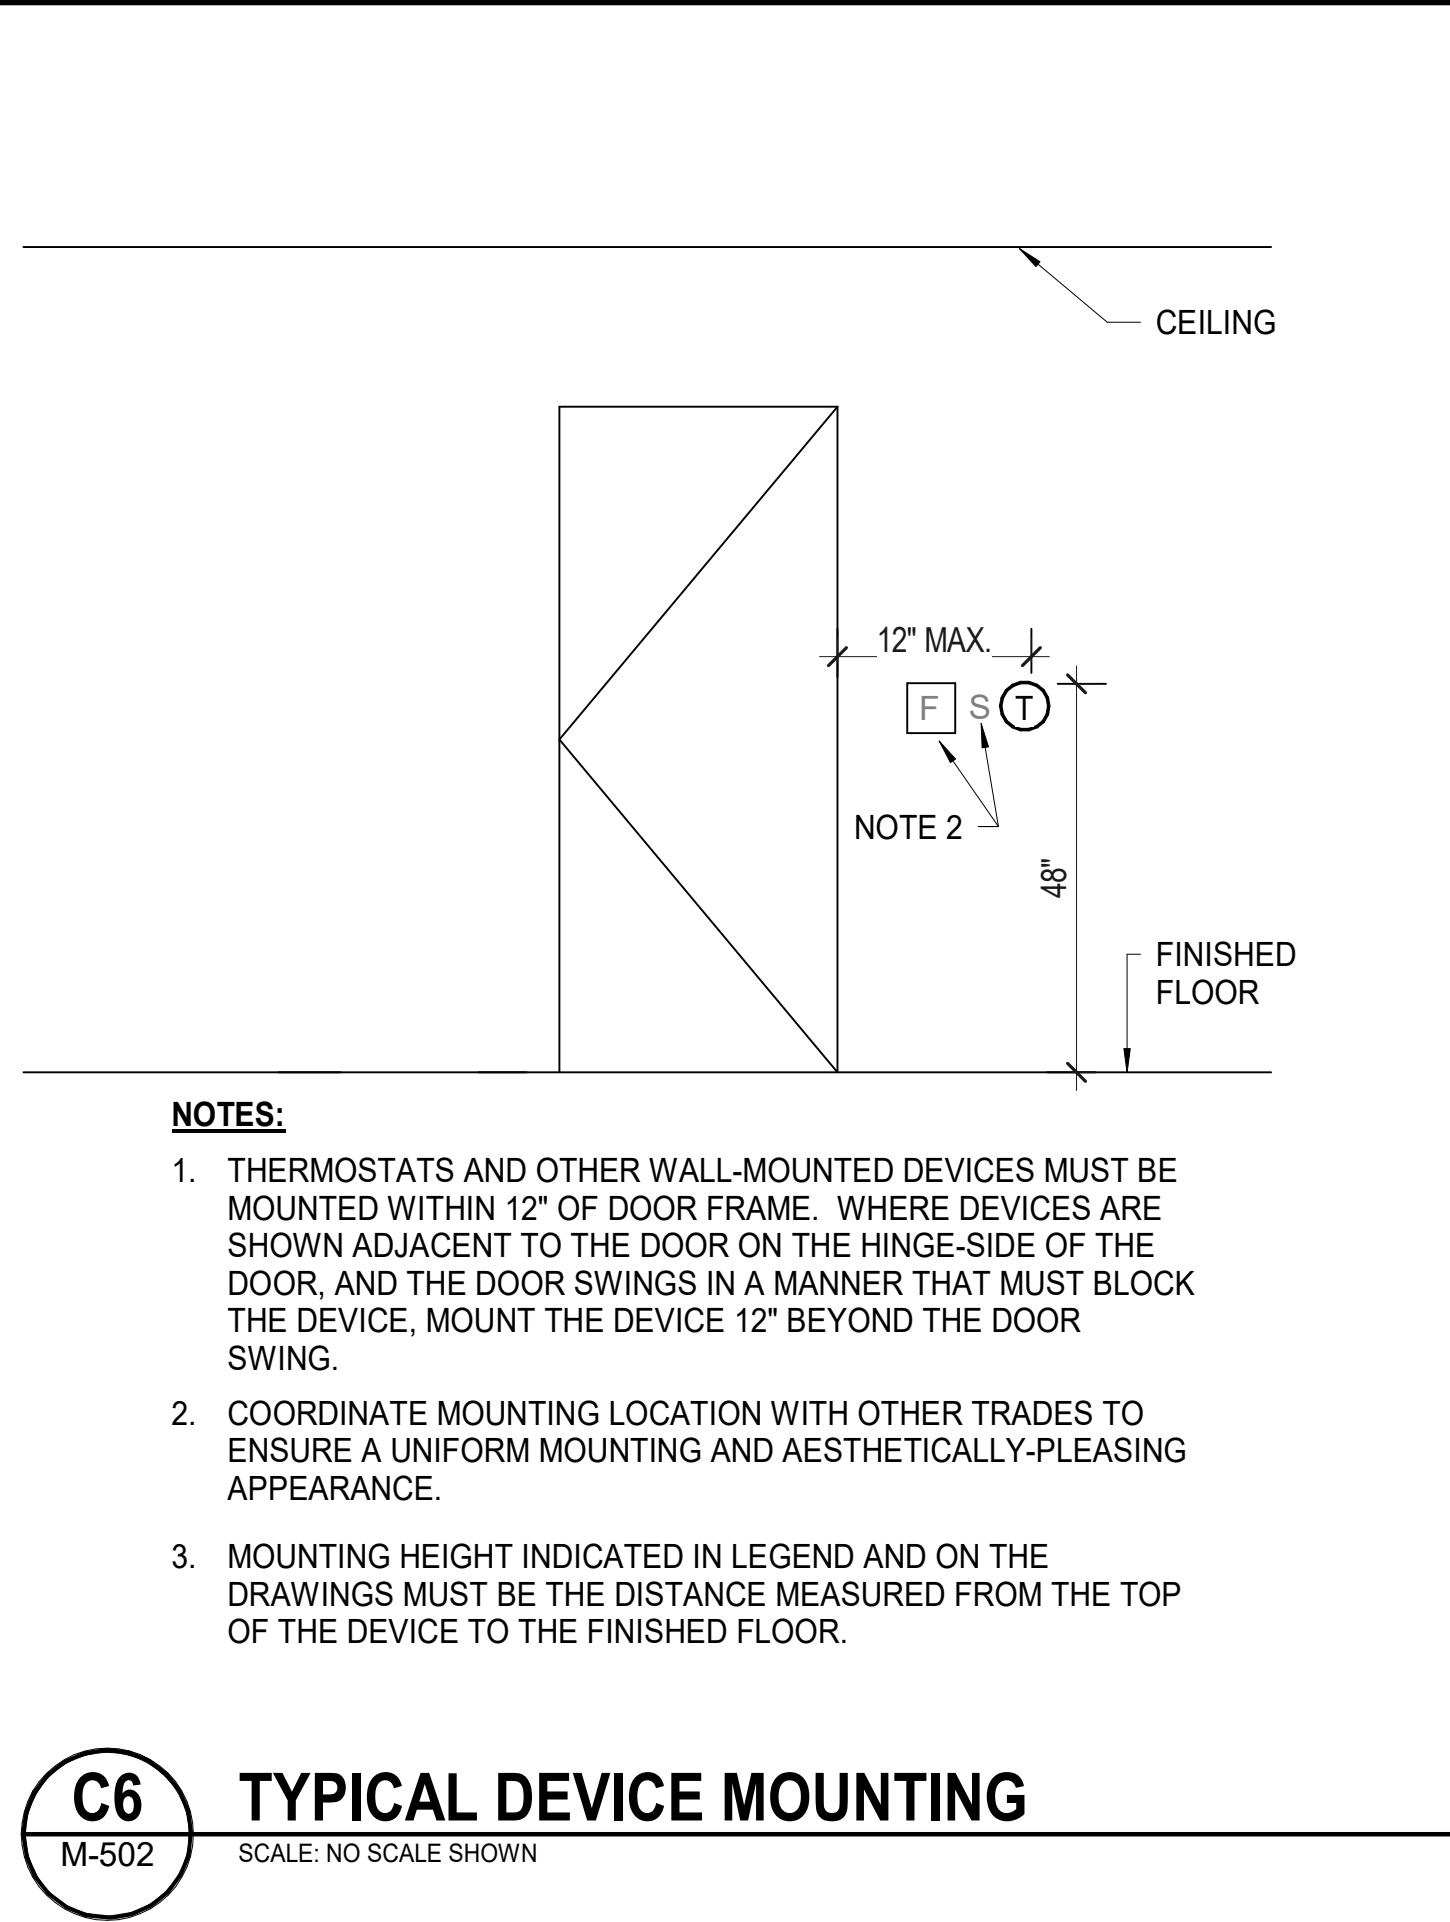 CEILING
12" MAX.
F S T
NOTE 2
48"
FINISHED
FLOOR
NOTES:
1. THERMOSTATS AND OTHER WALL-MOUNTED DEVICES MUST BE
MOUNTED WITHIN 12" OF DOOR FRAME. WHERE DEVICES ARE
SHOWN ADJACENT TO THE DOOR ON THE HINGE-SIDE OF THE
DOOR, AND THE DOOR SWINGS IN A MANNER THAT MUST BLOCK
THE DEVICE, MOUNT THE DEVICE 12" BEYOND THE DOOR
SWING.
2. COORDINATE MOUNTING LOCATION WITH OTHER TRADES TO
ENSURE A UNIFORM MOUNTING AND AESTHETICALLY-PLEASING
APPEARANCE.
3. MOUNTING HEIGHT INDICATED IN LEGEND AND ON THE
DRAWINGS MUST BE THE DISTANCE MEASURED FROM THE TOP
OF THE DEVICE TO THE FINISHED FLOOR.
C6
M-502
TYPICAL DEVICE MOUNTING
SCALE: NO SCALE SHOWN